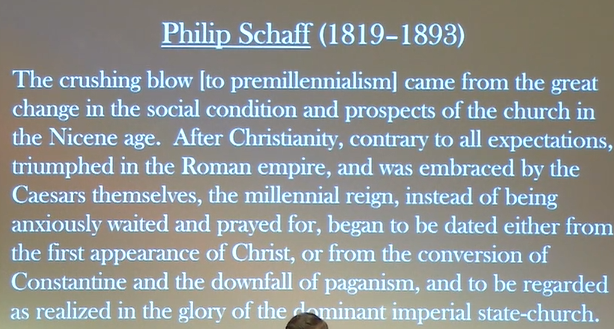 Philip Schaff (1819–1893)
The crushing blow [to premillennialism] came from the great
change in the social condition and prospects of the church in
the Nicene age. After Christianity, contrary to all expectations,
triumphed in the Roman empire, and was embraced by the
Caesars themselves, the millennial reign, instead of being
anxiously waited and prayed for, began to be dated either from
the first appearance of Christ, or from the conversion of
Constantine and the downfall of paganism, and to be regarded
as realized in the glory of the dominant imperial state-church.